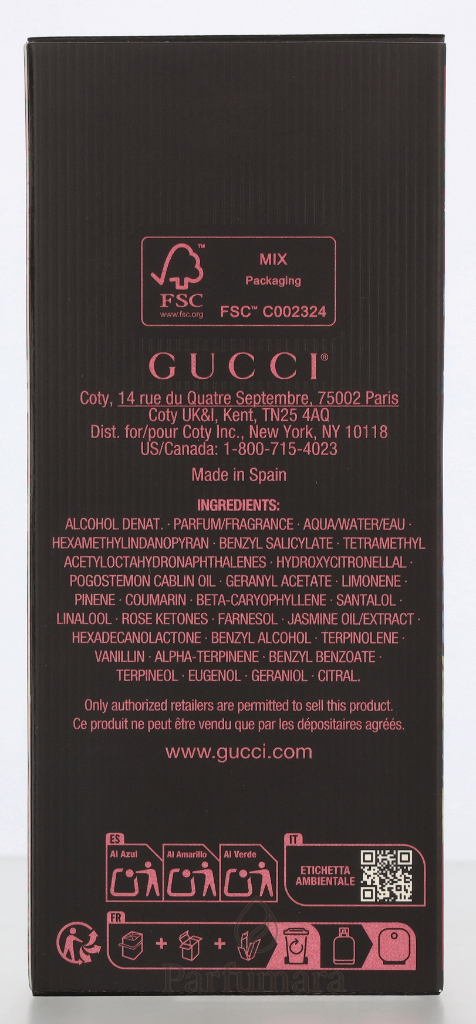 MIX
Packaging
FSC™
www.fsc.org
FSC™ C002324
GUCCI®
Coty, 14 rue du Quatre Septembre, 75002 Paris
Coty UK&I, Kent, TN25 4AQ
Dist. for/pour Coty Inc., New York, NY 10118
US/Canada: 1-800-715-4023
Made in Spain
INGREDIENTS:
ALCOHOL DENAT. · PARFUM/FRAGRANCE · AQUA/WATER/EAU ·
HEXAMETHYLINDANOPYRAN · BENZYL SALICYLATE · TETRAMETHYL
ACETYLOCTAHYDRONAPHTHALENES · HYDROXYCITRONELLAL ·
POGOSTEMON CABLIN OIL · GERANYL ACETATE · LIMONENE ·
PINENE · COUMARIN · BETA-CARYOPHYLLENE · SANTALOL ·
LINALOOL · ROSE KETONES · FARNESOL · JASMINE OIL/EXTRACT ·
HEXADECANOLACTONE · BENZYL ALCOHOL · TERPINOLENE ·
VANILLIN · ALPHA-TERPINENE · BENZYL BENZOATE ·
TERPINEOL · EUGENOL · GERANIOL · CITRAL.
Only authorized retailers are permitted to sell this product.
Ce produit ne peut être vendu que par les dépositaires agréés.
www.gucci.com
ES
Al Azul
Al Amarillo
Al Verde
IT
ETICHETTA
AMBIENTALE
FR
+ +
Parfumara